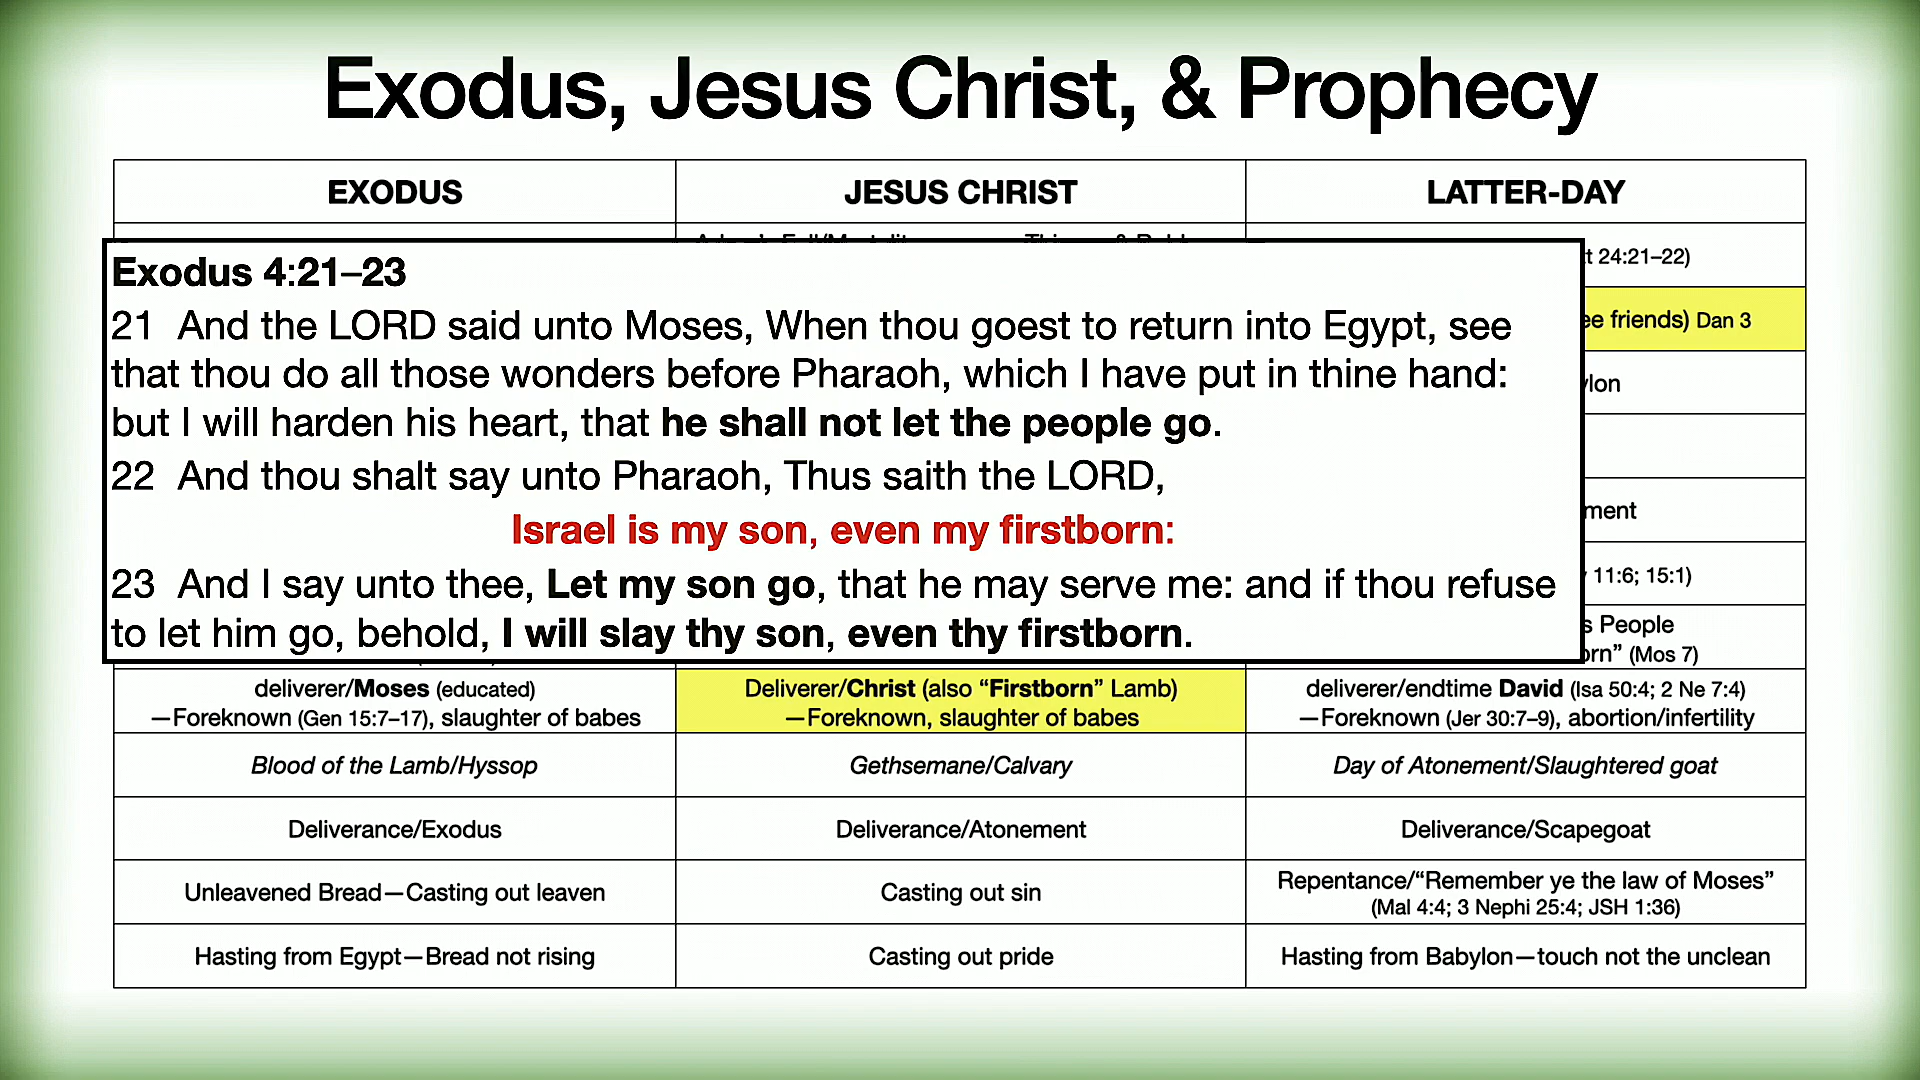 Exodus, Jesus Christ, & Prophecy
EXODUS
JESUS CHRIST
LATTER-DAY
24:21–22)
friends) Dan 3
Exodus 4:21–23
21 And the LORD said unto Moses, When thou goest to return into Egypt, see
that thou do all those wonders before Pharaoh, which I have put in thine hand:
but I will harden his heart, that he shall not let the people go.
22 And thou shalt say unto Pharaoh, Thus saith the LORD,
Israel is my son, even my firstborn:
23 And I say unto thee, Let my son go, that he may serve me: and if thou refuse
to let him go, behold, I will slay thy son, even thy firstborn.
11:6; 15:1)
People
(Mos 7)
deliverer/Moses (educated)
—Foreknown (Gen 15:7–17), slaughter of babes
Deliverer/Christ (also “Firstborn” Lamb)
—Foreknown, slaughter of babes
deliverer/endtime David (Isa 50:4; 2 Ne 7:4)
—Foreknown (Jer 30:7–9), abortion/infertility
Blood of the Lamb/Hyssop
Gethsemane/Calvary
Day of Atonement/Slaughtered goat
Deliverance/Exodus
Deliverance/Atonement
Deliverance/Scapegoat
Unleavened Bread—Casting out leaven
Casting out sin
Repentance/“Remember ye the law of Moses”
(Mal 4:4; 3 Nephi 25:4; JSH 1:36)
Hasting from Egypt—Bread not rising
Casting out pride
Hasting from Babylon—touch not the unclean